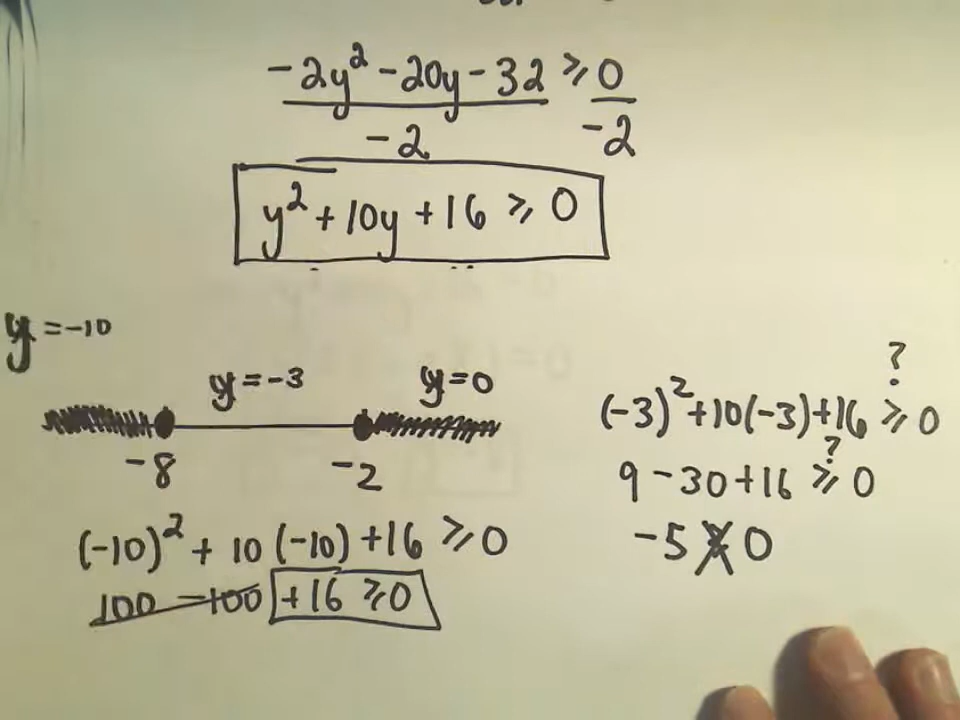 -2y² - 20y - 32 ≥ 0
-2 -2
y² + 10y + 16 ≥ 0
y = -10
y = -3 y = 0
-8 -2
(-10)² + 10(-10) + 16 ≥ 0
100 - 100 + 16 ≥ 0
?
(-3)² + 10(-3) + 16 ≥ 0
?
9 - 30 + 16 ≥ 0
-5 ≱ 0